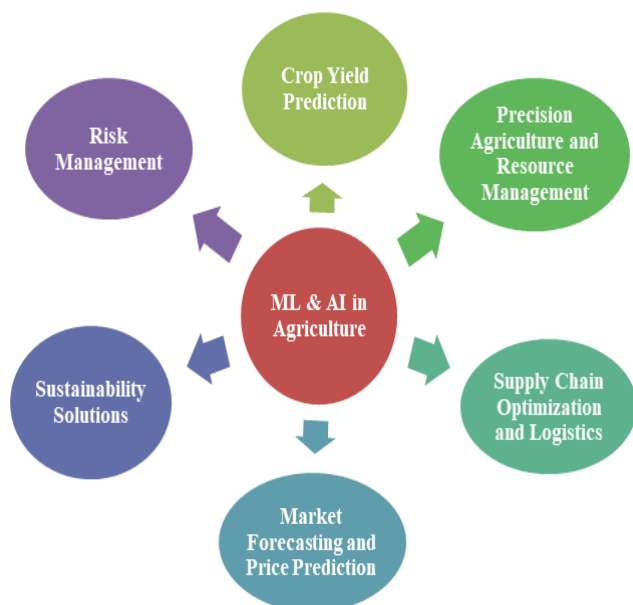 Crop Yield
Prediction
Precision
Agriculture and
Resource
Management
Risk
Management
ML & AI in
Agriculture
Supply Chain
Optimization
and Logistics
Sustainability
Solutions
Market
Forecasting and
Price Prediction